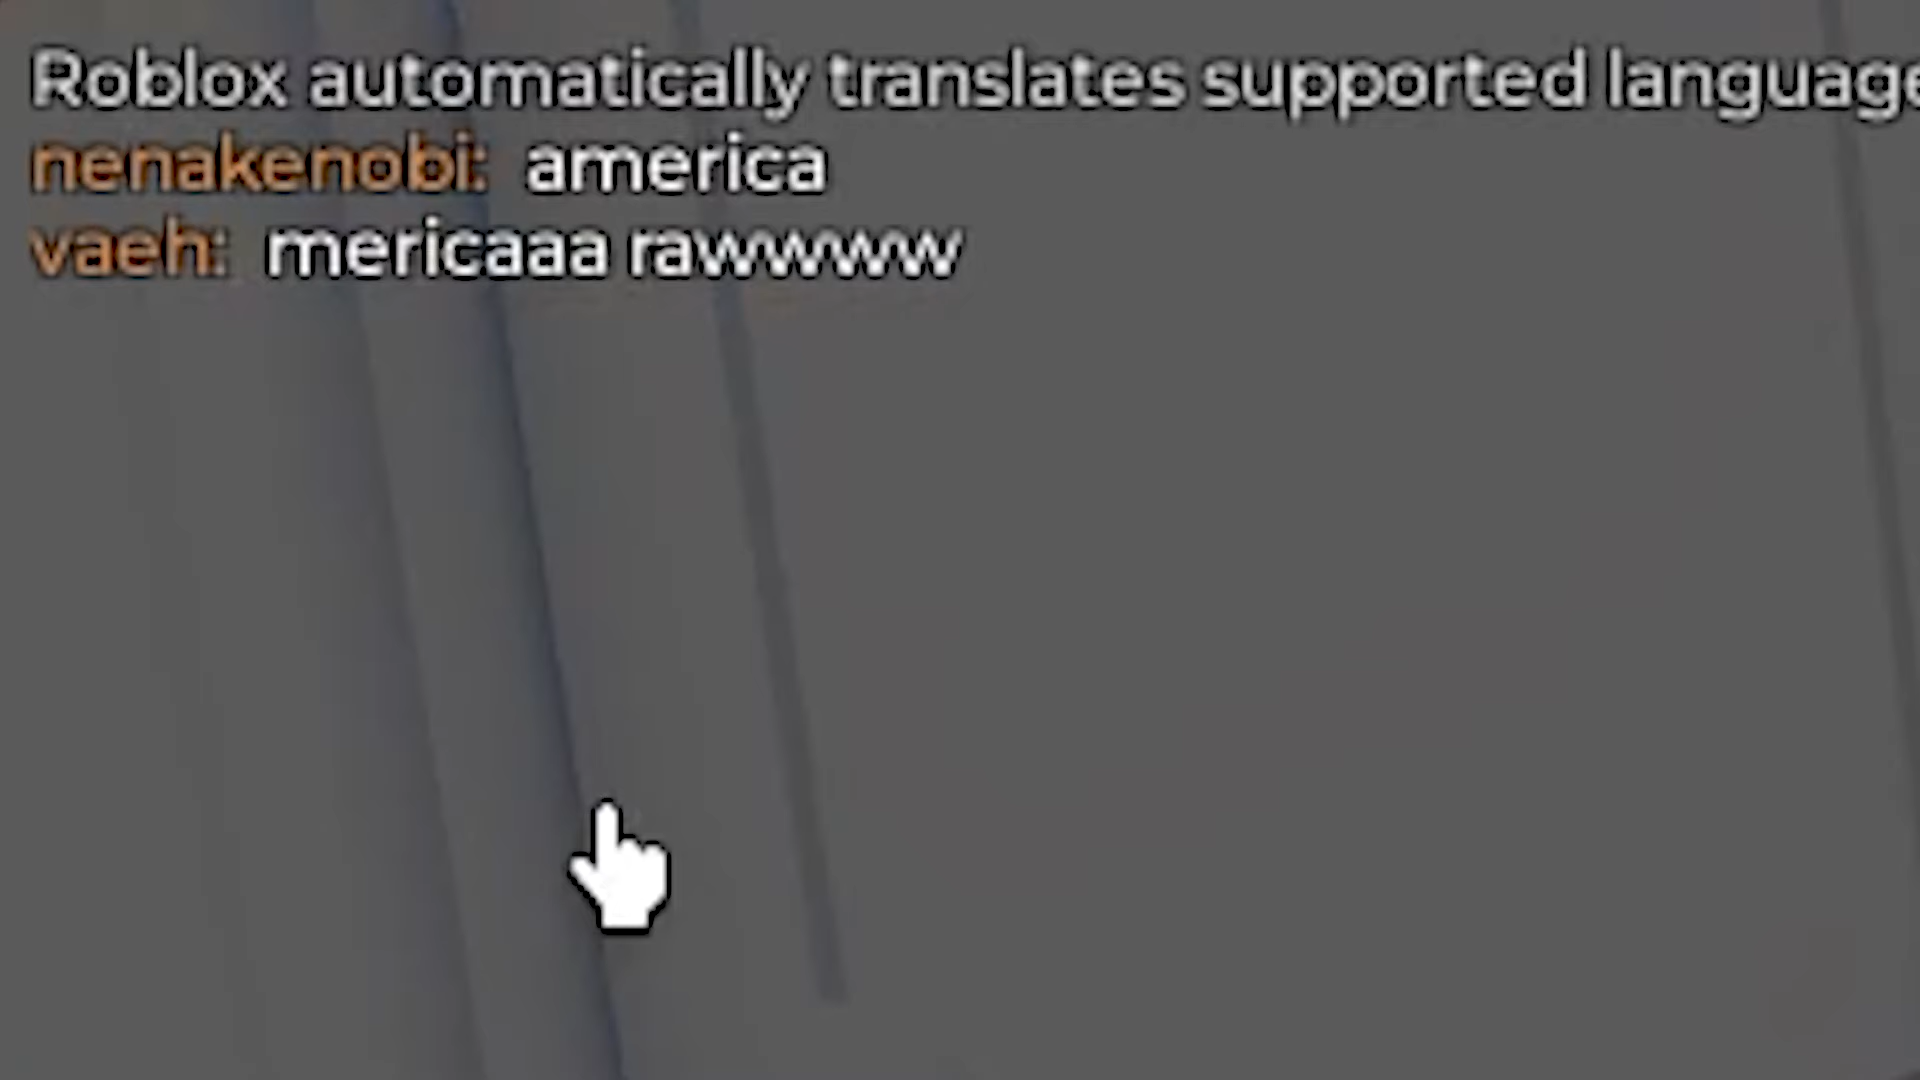 Roblox automatically translates supported language
nenakenobi: america
vaeh: mericaaa rawwwww